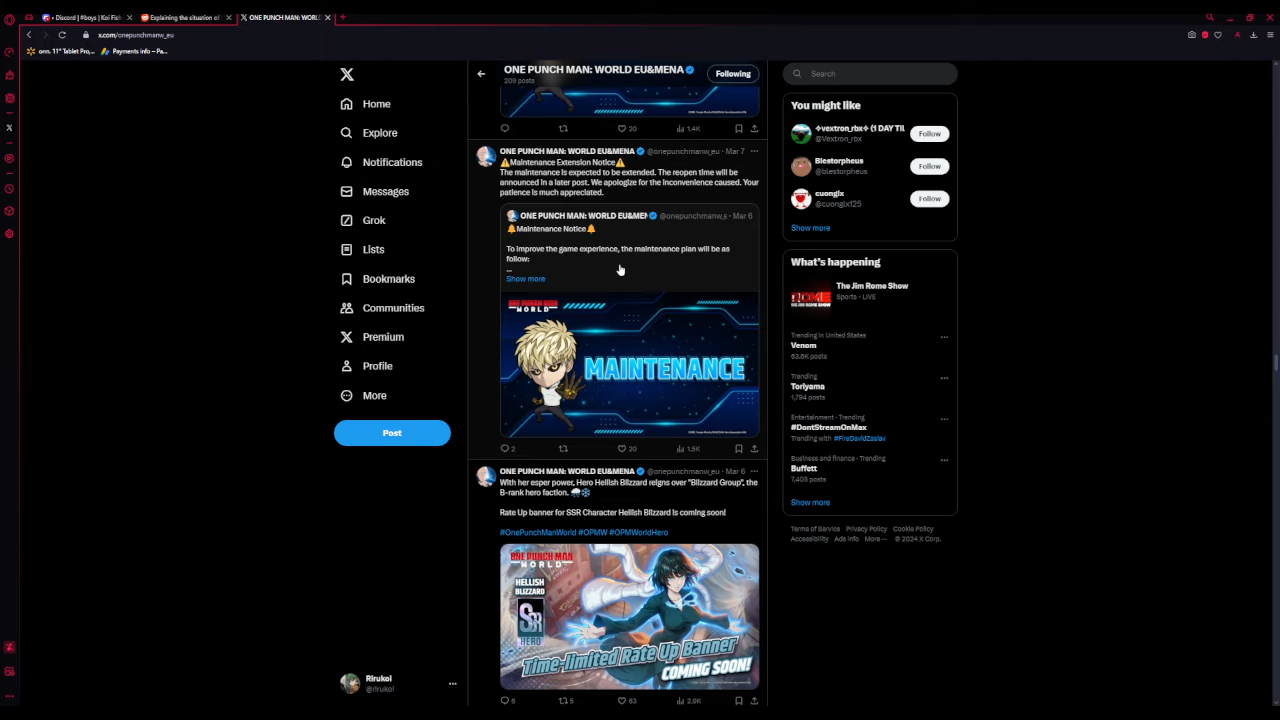 Discord | #boys | Koi Fish
Explaining the situation of
ONE PUNCH MAN: WORL
x.com/onepunchmanw_eu
onn. 11" Tablet Pro,...
Payments info – Pa...
Home
Explore
Notifications
Messages
Grok
Lists
Bookmarks
Communities
Premium
Profile
More
Post
Rirukoi
@rirukoi
ONE PUNCH MAN: WORLD EU&MENA
209 posts
Following
20
1.4K
ONE PUNCH MAN: WORLD EU&MENA @onepunchmanw_eu · Mar 7
⚠️Maintenance Extension Notice⚠️
The maintenance is expected to be extended. The reopen time will be
announced in a later post. We apologize for the inconvenience caused. Your
patience is much appreciated.
ONE PUNCH MAN: WORLD EU&MEN @onepunchmanw_e · Mar 6
🔔Maintenance Notice🔔
To improve the game experience, the maintenance plan will be as
follow:
...
Show more
ONE PUNCH MAN
WORLD
MAINTENANCE
2
20
1.5K
ONE PUNCH MAN: WORLD EU&MENA @onepunchmanw_eu · Mar 6
With her esper power, Hero Hellish Blizzard reigns over "Blizzard Group", the
B-rank hero faction. 🌨️❄️
Rate Up banner for SSR Character Hellish Blizzard is coming soon!
#OnePunchManWorld #OPMW #OPMWorldHero
ONE PUNCH MAN
WORLD
HELLISH
BLIZZARD
SSR
HERO
Time-limited Rate Up Banner
COMING SOON!
6
5
63
2.9K
Search
You might like
✧vextron_rbx✧ (1 DAY TIL
@Vextron_rbx
Follow
Blestorpheus
@blestorpheus
Follow
cuonglx
@cuonglx125
Follow
Show more
What's happening
The Jim Rome Show
Sports · LIVE
Trending in United States
Venom
63.6K posts
Trending
Toriyama
1,794 posts
Entertainment · Trending
#DontStreamOnMax
Trending with #FireDavidZaslav
Business and finance · Trending
Buffett
7,405 posts
Show more
Terms of Service Privacy Policy Cookie Policy
Accessibility Ads info More ··· © 2024 X Corp.